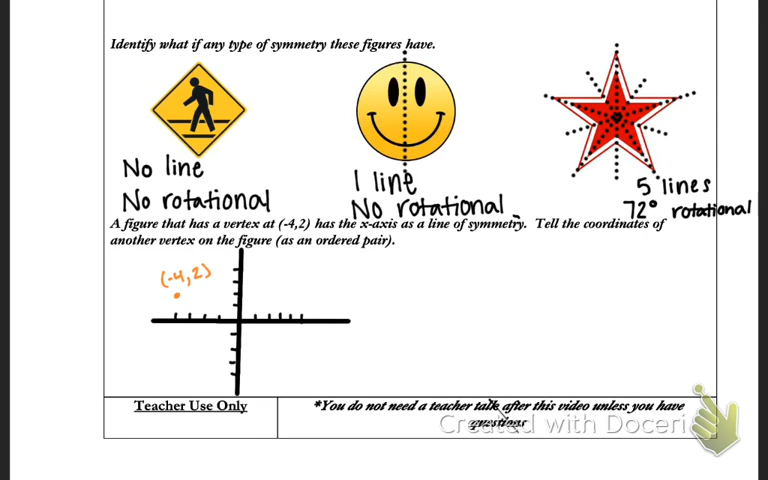 Identify what if any type of symmetry these figures have.
No line
No rotational
1 line
No rotational
5 lines
72° rotational
A figure that has a vertex at (-4,2) has the x-axis as a line of symmetry. Tell the coordinates of
another vertex on the figure (as an ordered pair).
(-4,2)
Teacher Use Only
*You do not need a teacher talk after this video unless you have
questions
Created with Doceri